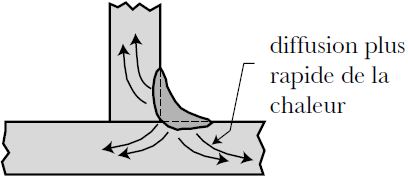 diffusion plus
rapide de la
chaleur